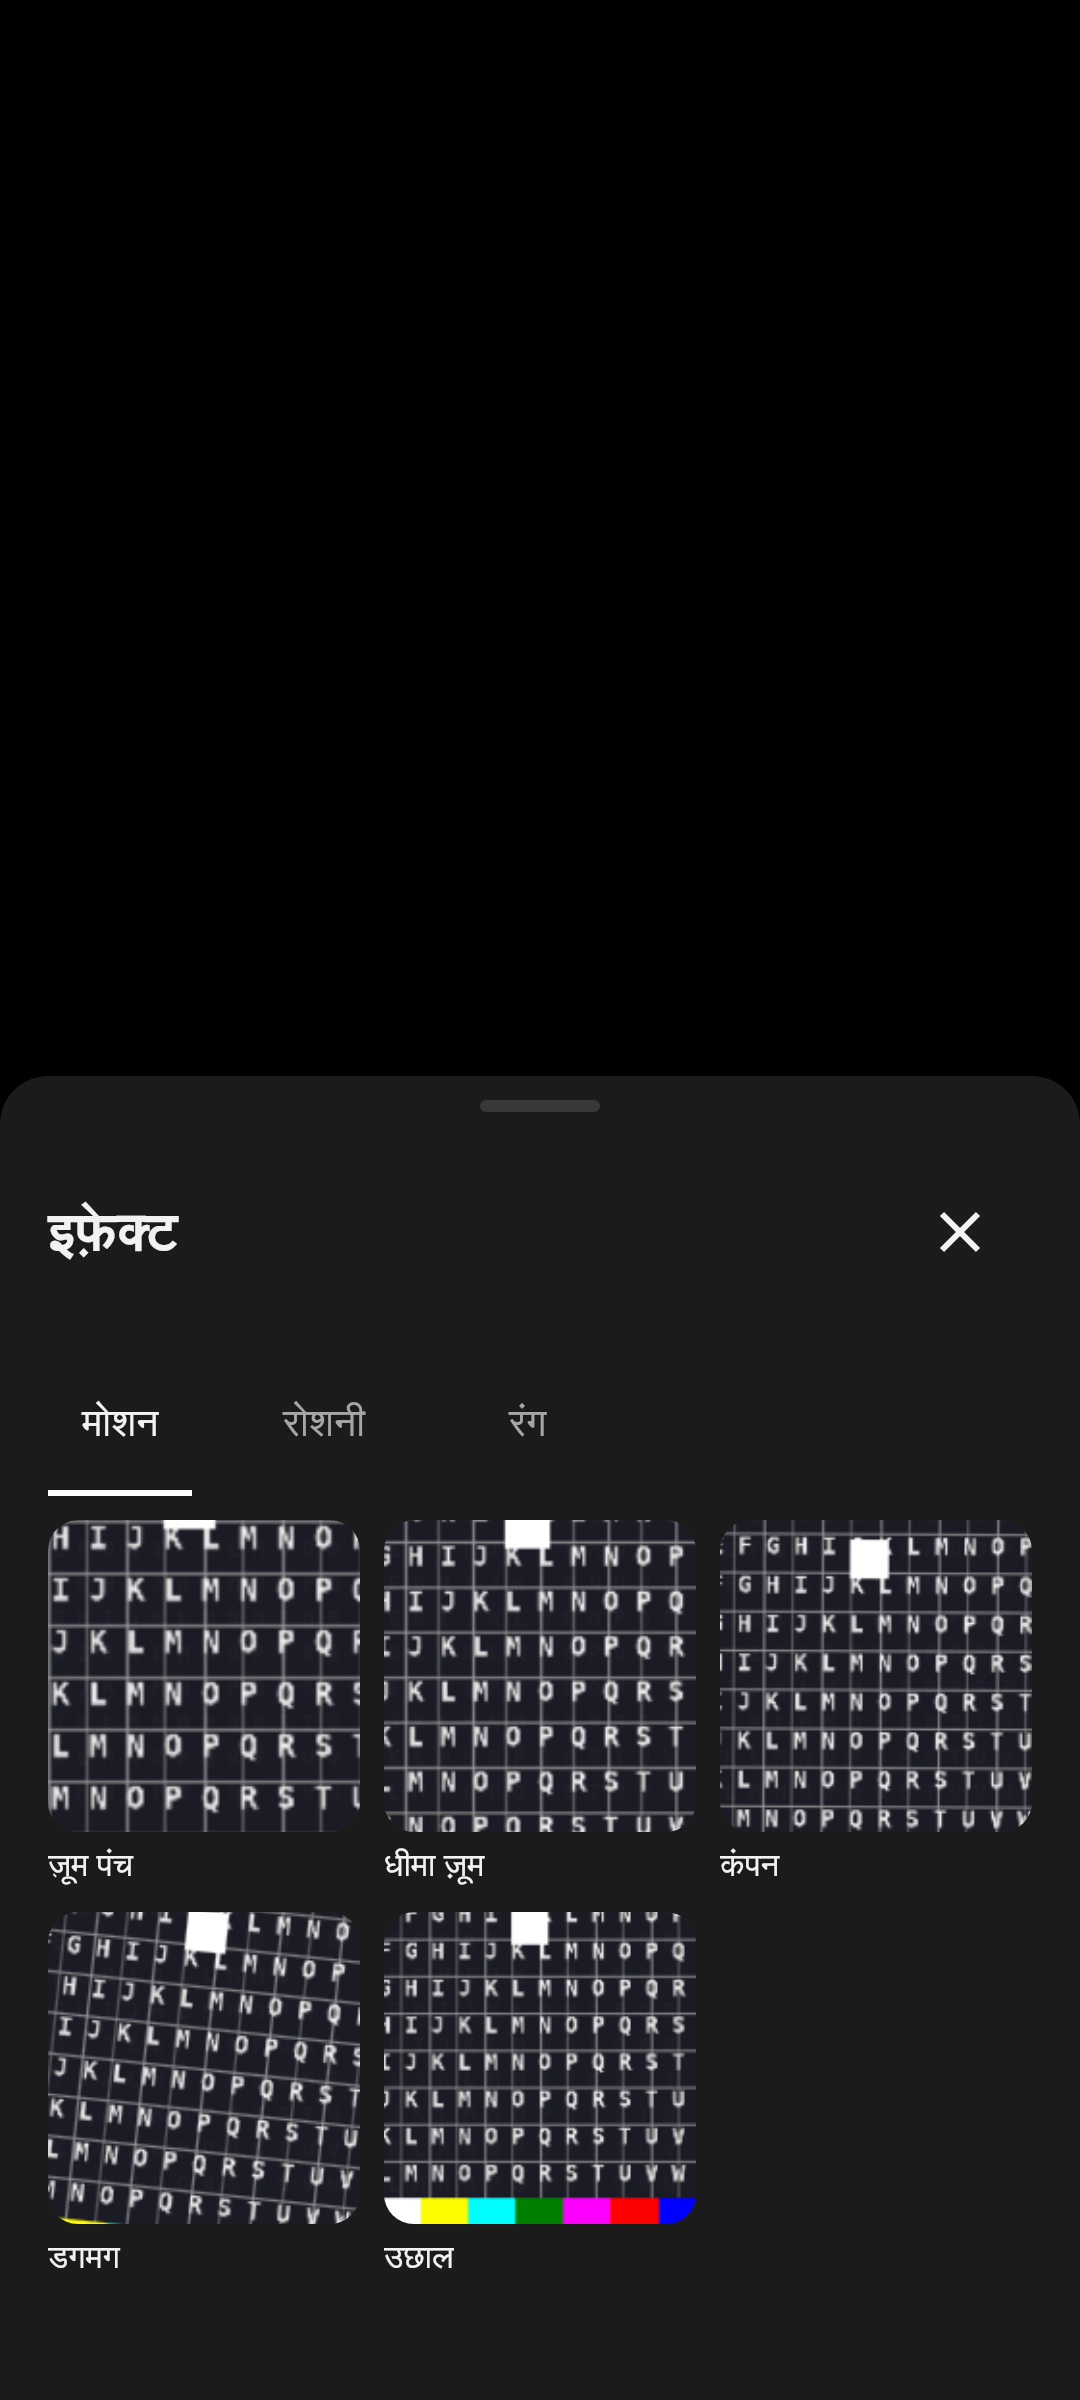 इफ़ेक्ट
मोशन रोशनी रंग
H I J K L M N O
I J K L M N O P
J K L M N O P Q
K L M N O P Q R S
L M N O P Q R S
M N O P Q R S T
G H I J K L M N O P
I J K L M N O P Q
J K L M N O P Q R
K L M N O P Q R S
L M N O P Q R S T
M N O P Q R S T U
N O P Q R S T U V
F G H I L M N O P
G H I J K L M N O P Q
H I J K L M N O P Q R
I J K L M N O P Q R S
J K L M N O P Q R S T
K L M N O P Q R S T U
L M N O P Q R S T U V
M N O P Q R S T U V
ज़ूम पंच
धीमा ज़ूम
कंपन
L M N O
G H I J K L M N O P
H I J K L M N O P Q
I J K L M N O P Q R S
J K L M N O P Q R S T
K L M N O P Q R S T U
L M N O P Q R S T U V
N O P Q R S T U V
F G H I L M N
G H I J K L M N O P Q
G H I J K L M N O P Q R
H I J K L M N O P Q R S
J K L M N O P Q R S T
K L M N O P Q R S T U
K L M N O P Q R S T U V
M N O P Q R S T U V W
डगमग
उछाल